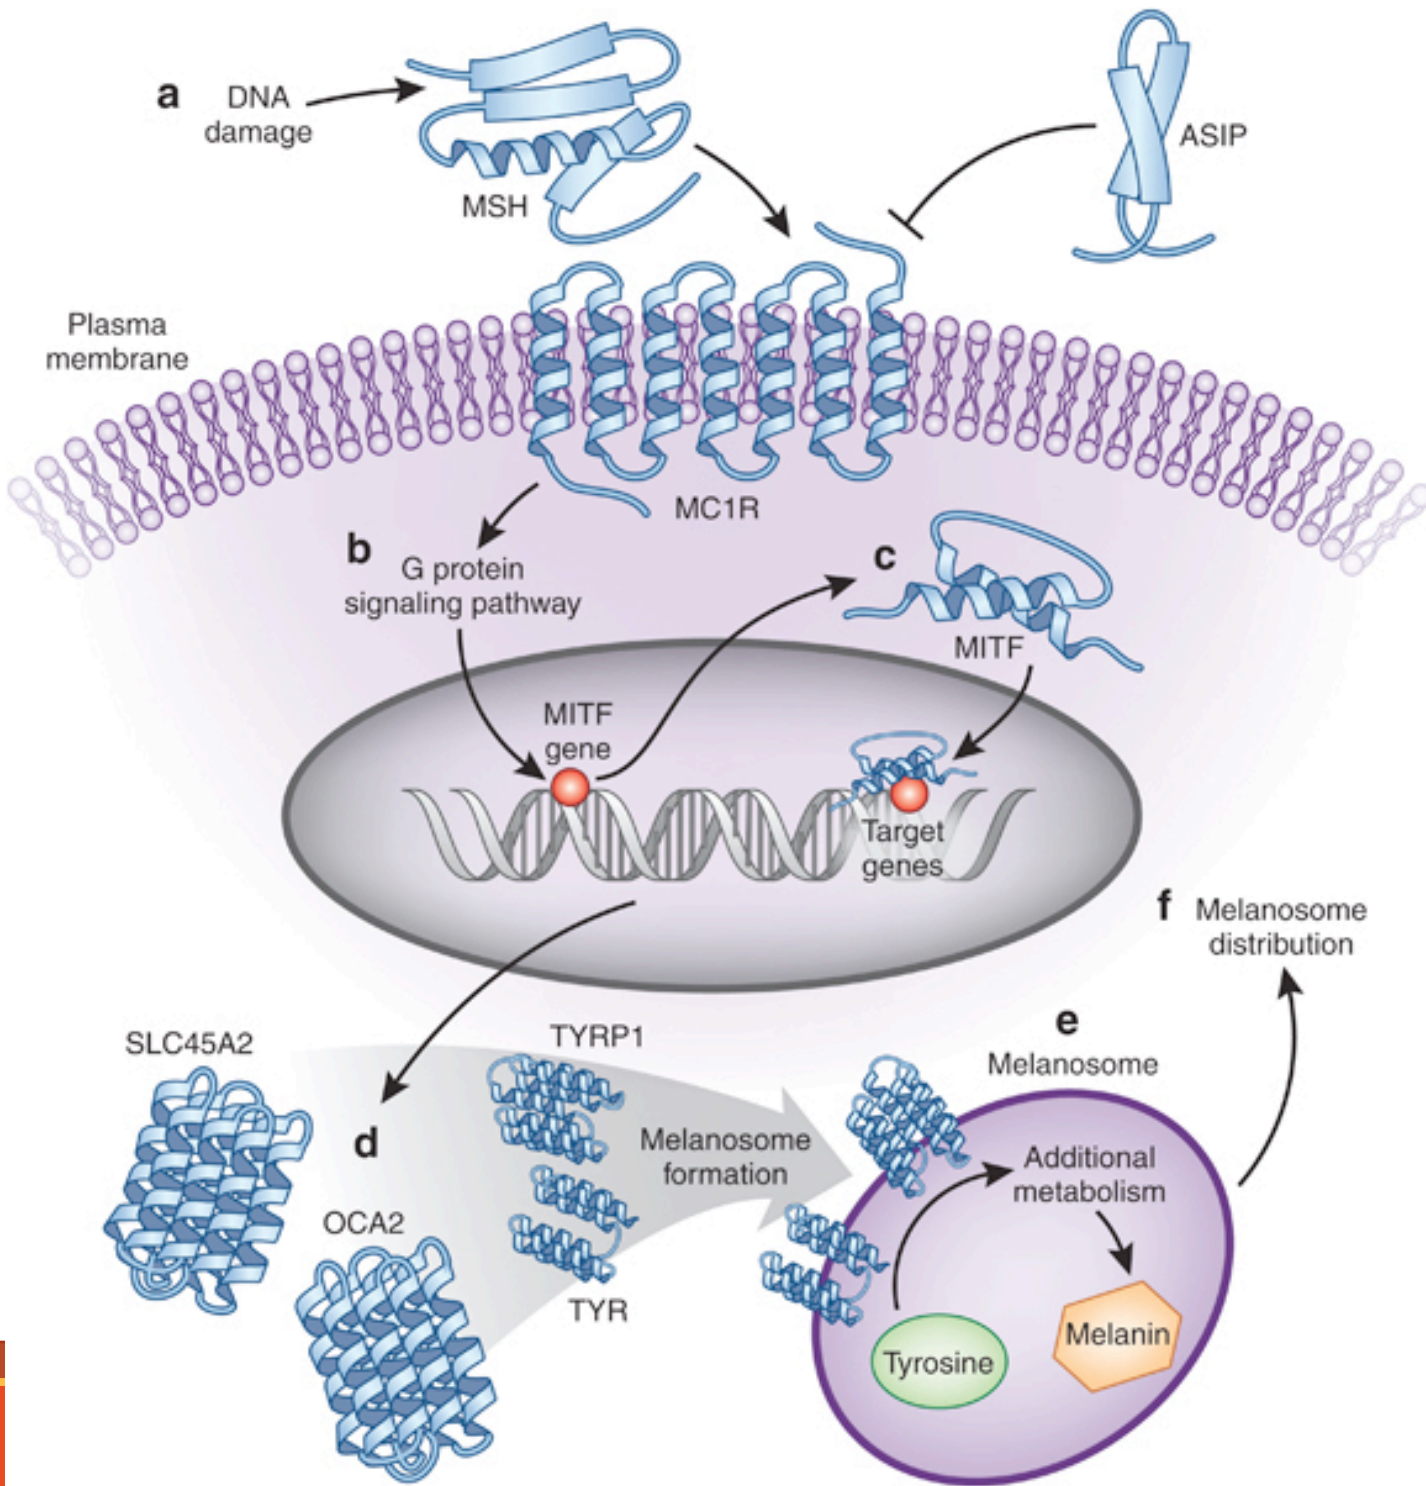 a
DNA
damage
MSH
ASIP
Plasma
membrane
MC1R
b
G protein
signaling pathway
c
MITF
MITF
gene
Target
genes
f
Melanosome
distribution
SLC45A2
d
OCA2
TYRP1
TYR
Melanosome
formation
e
Melanosome
Additional
metabolism
Tyrosine
Melanin